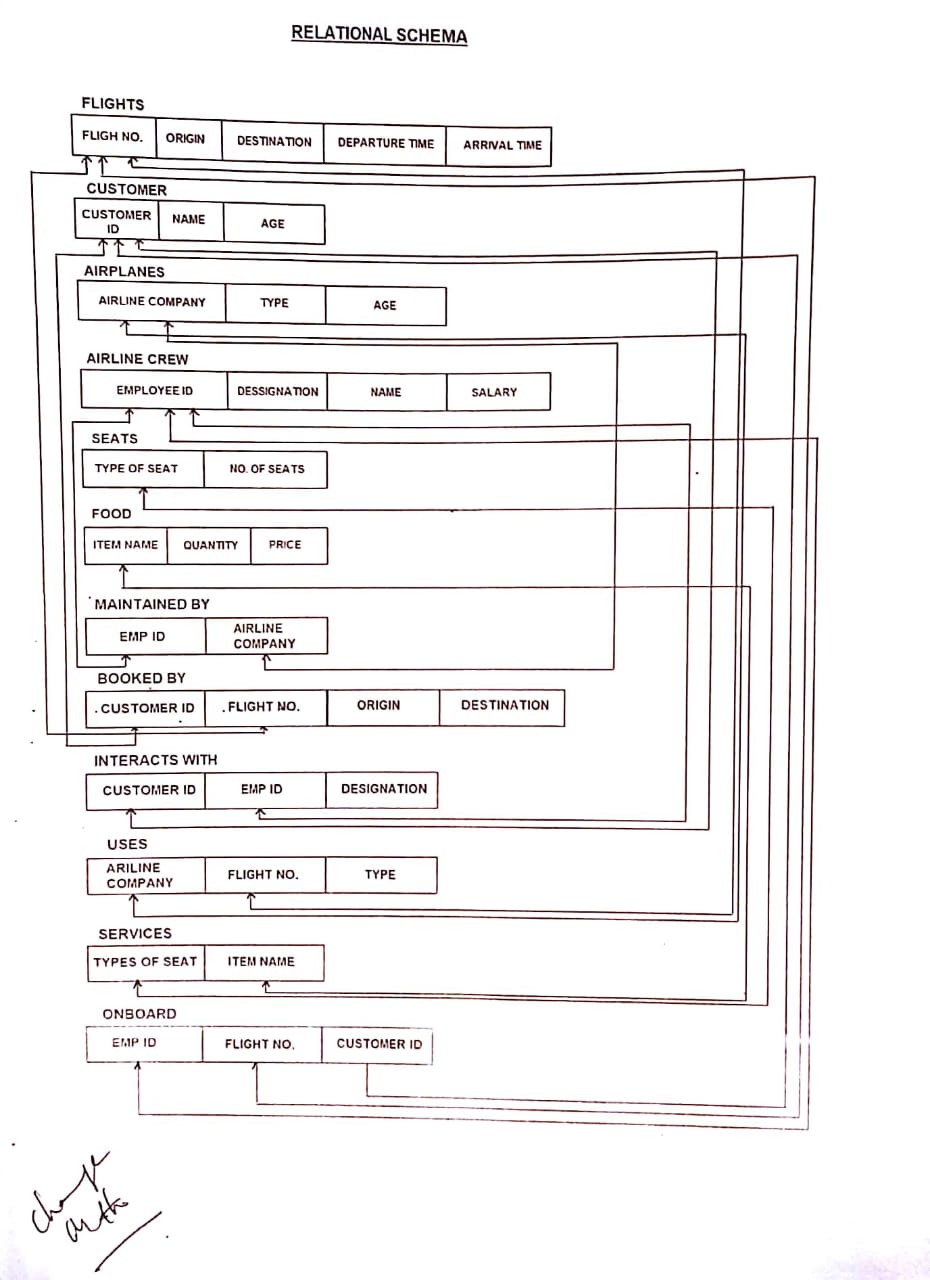 RELATIONAL SCHEMA
FLIGHTS
FLIGH NO. ORIGIN DESTINATION DEPARTURE TIME ARRIVAL TIME
CUSTOMER
CUSTOMER ID NAME AGE
AIRPLANES
AIRLINE COMPANY TYPE AGE
AIRLINE CREW
EMPLOYEE ID DESSIGNATION NAME SALARY
SEATS
TYPE OF SEAT NO. OF SEATS
FOOD
ITEM NAME QUANTITY PRICE
MAINTAINED BY
EMP ID AIRLINE COMPANY
BOOKED BY
CUSTOMER ID FLIGHT NO. ORIGIN DESTINATION
INTERACTS WITH
CUSTOMER ID EMP ID DESIGNATION
USES
ARILINE COMPANY FLIGHT NO. TYPE
SERVICES
TYPES OF SEAT ITEM NAME
ONBOARD
EMP ID FLIGHT NO. CUSTOMER ID
change